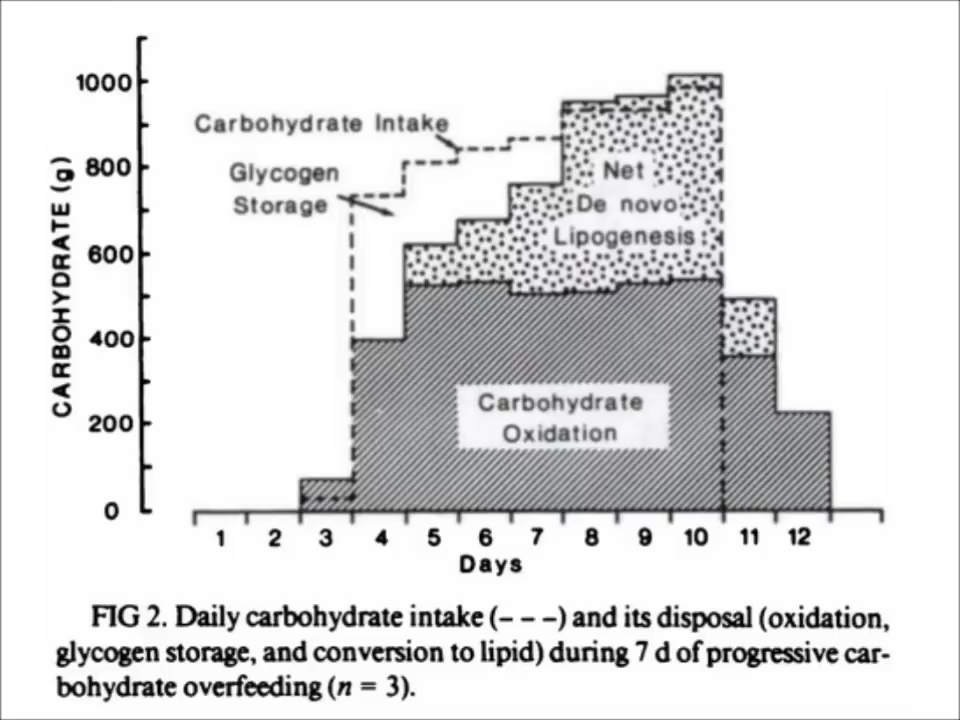 1000
800
600
400
200
0
CARBOHYDRATE (g)
Carbohydrate Intake
Glycogen
Storage
Net
De novo
Lipogenesis
Carbohydrate
Oxidation
1 2 3 4 5 6 7 8 9 10 11 12
Days
FIG 2. Daily carbohydrate intake (– – –) and its disposal (oxidation,
glycogen storage, and conversion to lipid) during 7 d of progressive car-
bohydrate overfeeding (n = 3).